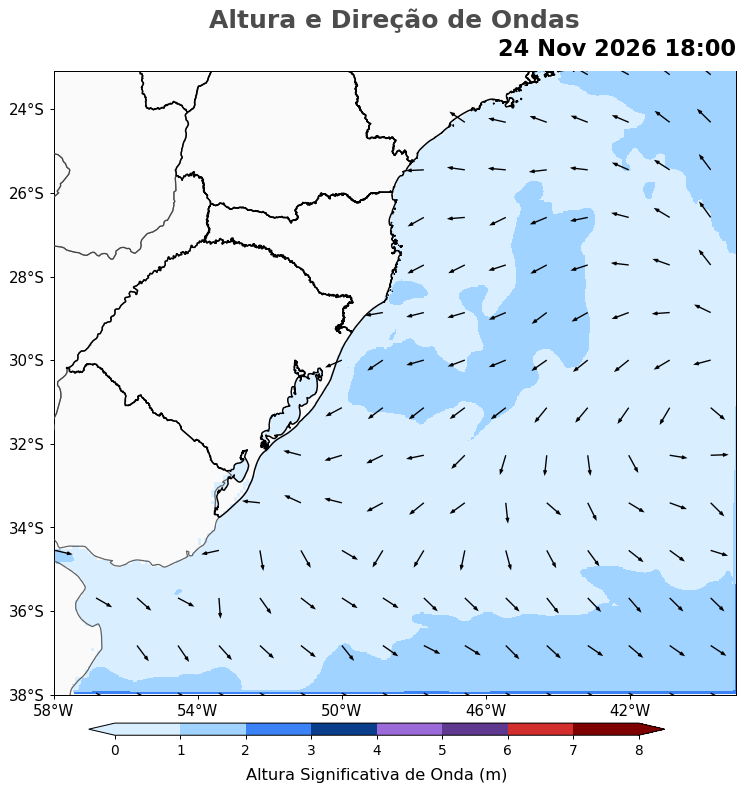 Altura e Direção de Ondas
24 Nov 2026 18:00
24°S
26°S
28°S
30°S
32°S
34°S
36°S
38°S
58°W 54°W 50°W 46°W 42°W
0 1 2 3 4 5 6 7 8
Altura Significativa de Onda (m)